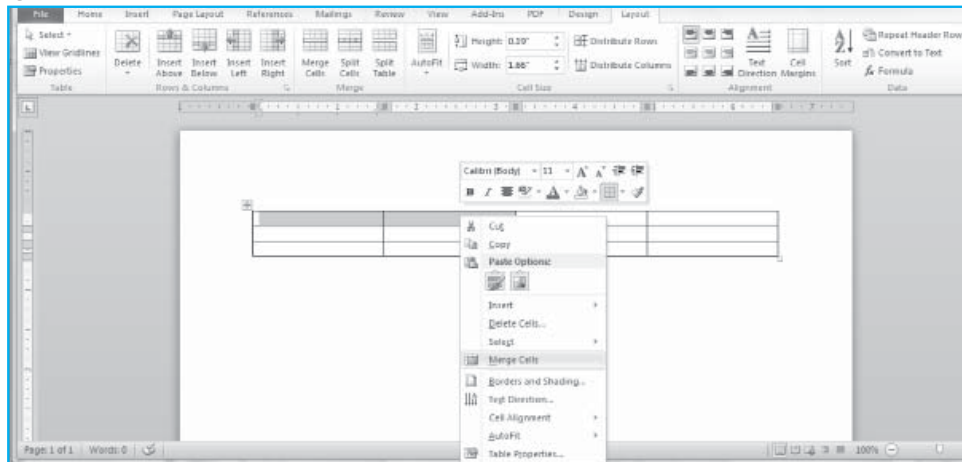 File Home Insert Page Layout References Mailings Review View Add-Ins PDF Design Layout
Select
View Gridlines
Properties
Table
Delete
Insert Above
Insert Below
Insert Left
Insert Right
Rows & Columns
Merge Cells
Split Cells
Split Table
Merge
AutoFit
Height: 0.19"
Width: 1.66"
Distribute Rows
Distribute Columns
Cell Size
Text Direction
Cell Margins
Alignment
Sort
Repeat Header Row
Convert to Text
Formula
Data
Calibri (Body) 11 A A
B I A
Cut
Copy
Paste Options:
Insert
Delete Cells...
Select
Merge Cells
Borders and Shading...
Text Direction...
Cell Alignment
AutoFit
Table Properties...
Page: 1 of 1 Words: 0 100%